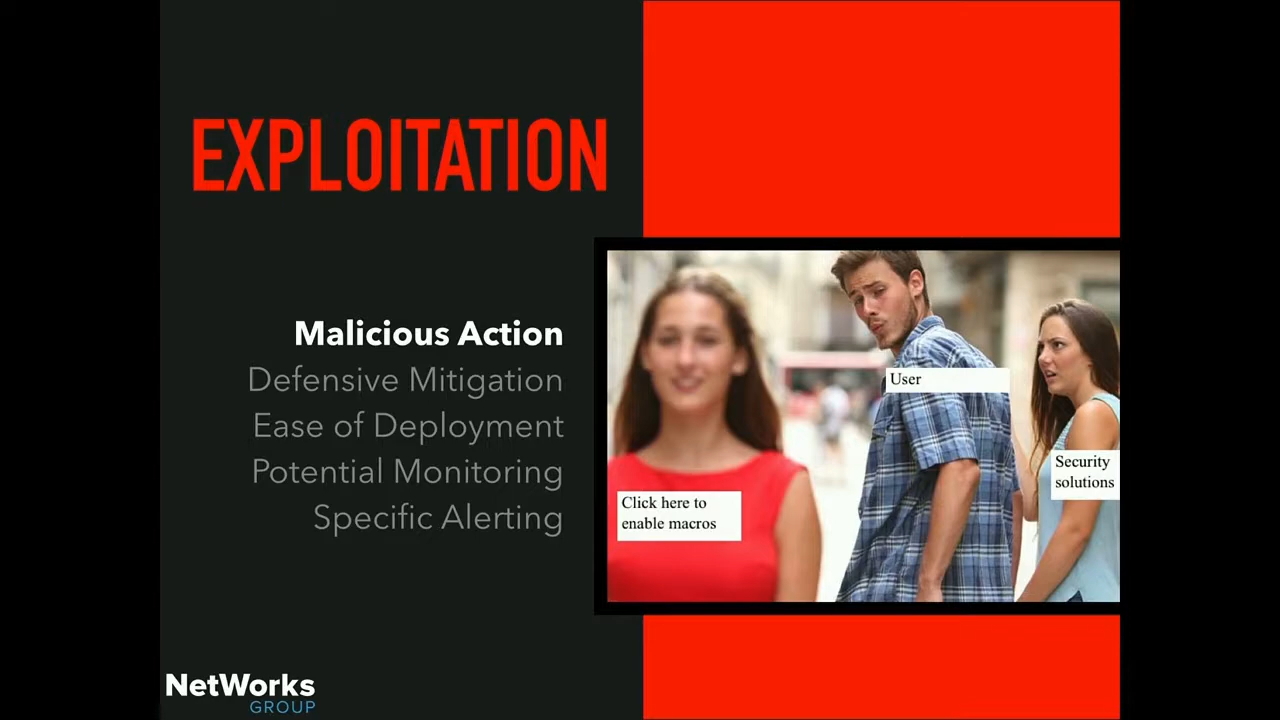 EXPLOITATION
Malicious Action
Defensive Mitigation
Ease of Deployment
Potential Monitoring
Specific Alerting
Click here to
enable macros
User
Security
solutions
NetWorks
GROUP